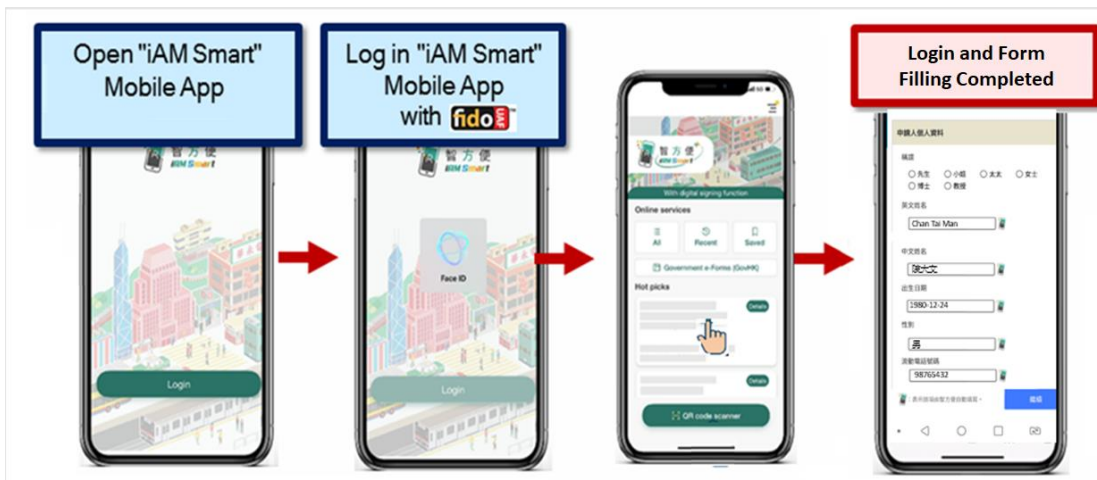 Open "iAM Smart"
Mobile App
智方便
iAM Smart
Login
Log in "iAM Smart"
Mobile App
with fido UAF
智方便
iAM Smart
Face ID
Login
智方便
iAM Smart
With digital signing function
Online services
All
Recent
Saved
Government e-Forms (GovHK)
Hot picks
Details
Details
QR code scanner
Login and Form
Filling Completed
申請人個人資料
稱謂
先生 小姐 太太 女士
博士 教授
英文姓名
Chan Tai Man
中文姓名
陳大文
出生日期
1980-12-24
性別
男
流動電話號碼
98765432